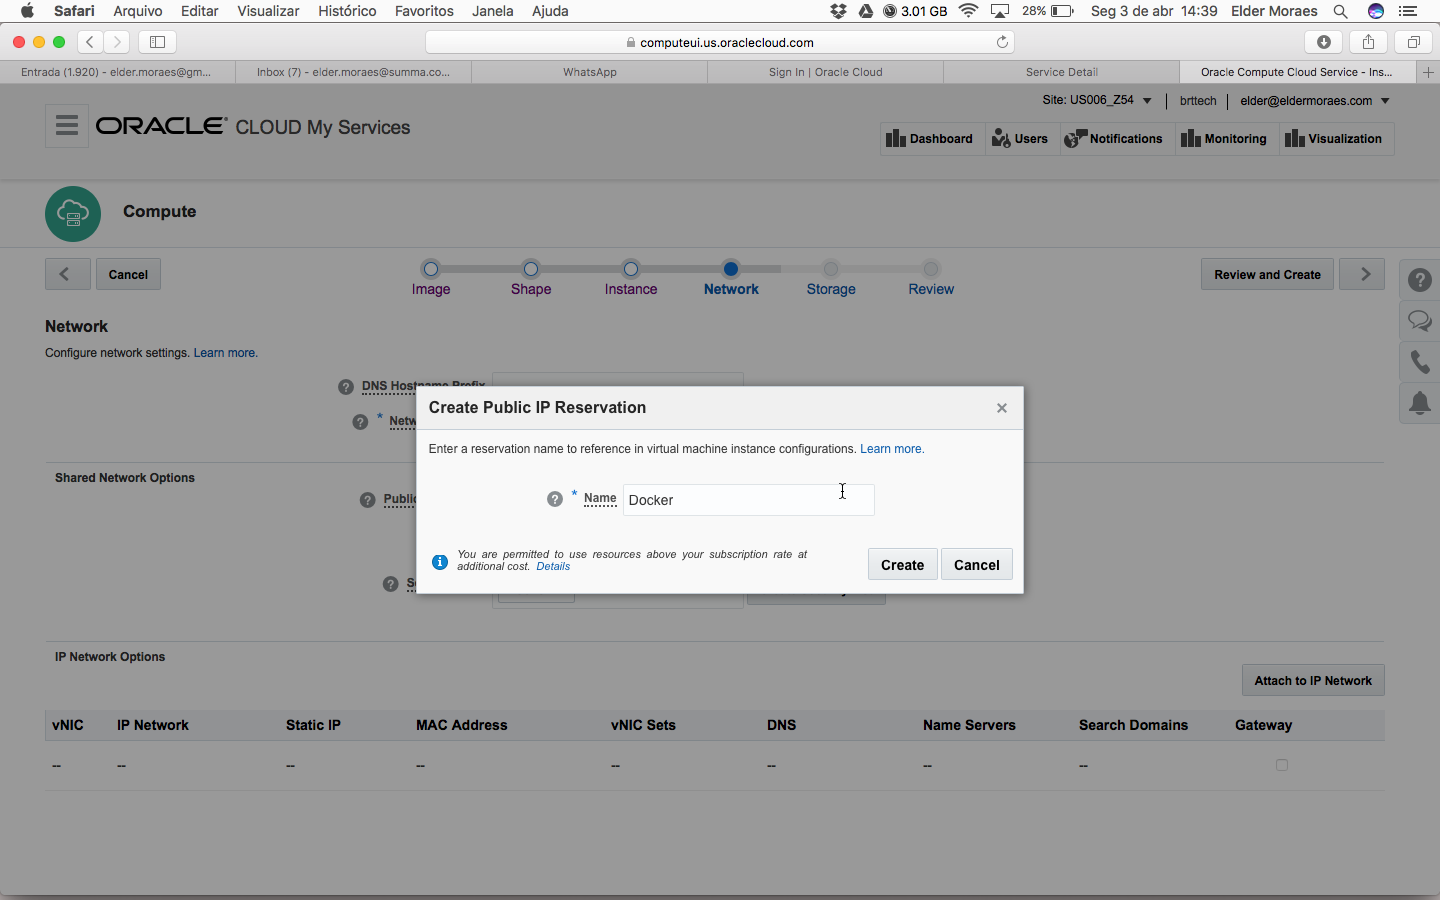 Safari Arquivo Editar Visualizar Histórico Favoritos Janela Ajuda 3.01 GB 28% Seg 3 de abr 14:39 Elder Moraes
computeui.us.oraclecloud.com
Entrada (1.920) - elder.moraes@gm... Inbox (7) - elder.moraes@summa.co... WhatsApp Sign In | Oracle Cloud Service Detail Oracle Compute Cloud Service - Ins...
Site: US006_Z54 brttech elder@eldermoraes.com
ORACLE CLOUD My Services
Dashboard Users Notifications Monitoring Visualization
Compute
Cancel Review and Create
Image Shape Instance Network Storage Review
Network
Configure network settings. Learn more.
DNS Hostname Prefix
* Netw
Create Public IP Reservation
Enter a reservation name to reference in virtual machine instance configurations. Learn more.
Shared Network Options
Public
* Name Docker
You are permitted to use resources above your subscription rate at
additional cost. Details
Create Cancel
IP Network Options
Attach to IP Network
vNIC IP Network Static IP MAC Address vNIC Sets DNS Name Servers Search Domains Gateway
-- -- -- -- -- -- -- --